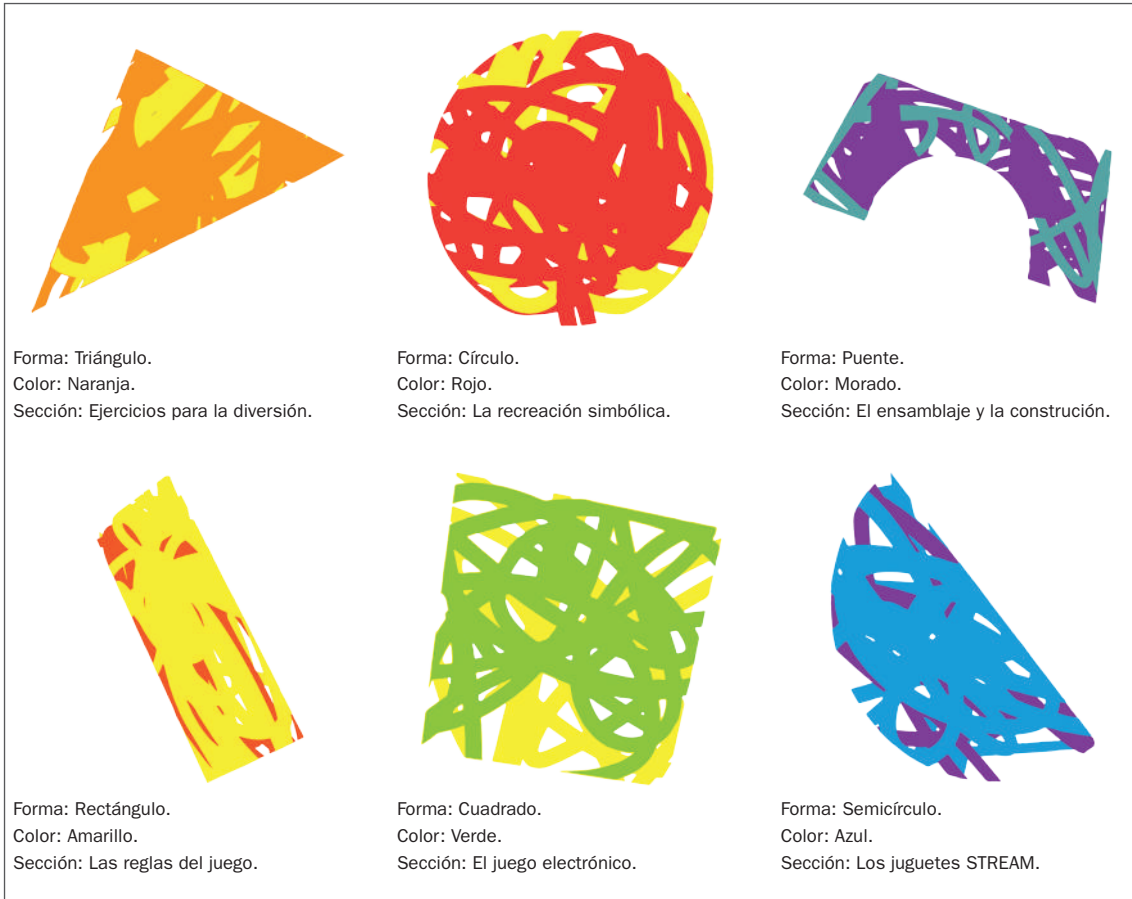 Forma: Triángulo.
Color: Naranja.
Sección: Ejercicios para la diversión.
Forma: Círculo.
Color: Rojo.
Sección: La recreación simbólica.
Forma: Puente.
Color: Morado.
Sección: El ensamblaje y la construción.
Forma: Rectángulo.
Color: Amarillo.
Sección: Las reglas del juego.
Forma: Cuadrado.
Color: Verde.
Sección: El juego electrónico.
Forma: Semicírculo.
Color: Azul.
Sección: Los juguetes STREAM.